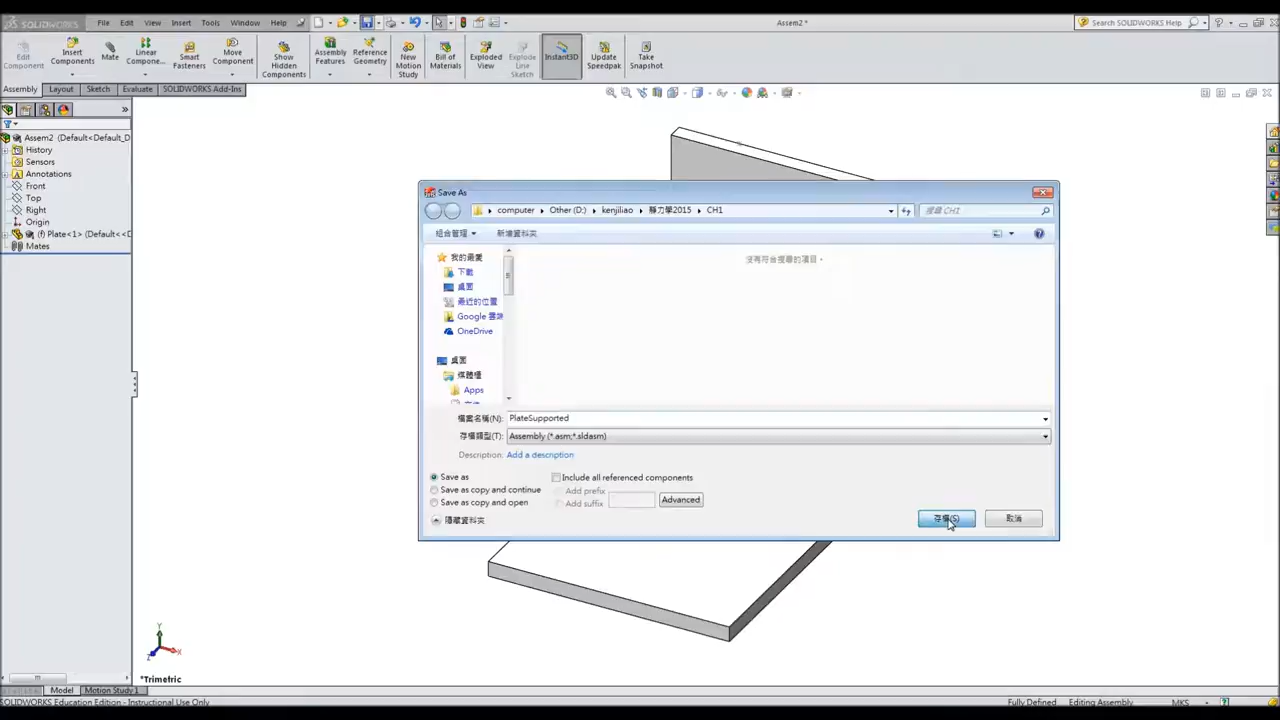 SOLIDWORKS File Edit View Insert Tools Window Help Assem2 * Search SOLIDWORKS Help
Edit Component
Insert Components
Mate
Linear Compone...
Smart Fasteners
Move Component
Show Hidden Components
Assembly Features
Reference Geometry
New Motion Study
Bill of Materials
Exploded View
Explode Line Sketch
Instant3D
Update Speedpak
Take Snapshot
Assembly Layout Sketch Evaluate SOLIDWORKS Add-Ins
Assem2 (Default<Default_D
History
Sensors
Annotations
Front
Top
Right
Origin
(f) Plate<1> (Default<<D
Mates
Save As
computer Other (D:) kenjiliao 靜力學2015 CH1 搜尋 CH1
組合管理 新增資料夾
我的最愛 沒有符合搜尋的項目。
下載
桌面
最近的位置
Google 雲端
OneDrive
桌面
媒體櫃
Apps
檔案名稱(N): PlateSupported
存檔類型(T): Assembly (*.asm;*.sldasm)
Description: Add a description
Save as Include all referenced components
Save as copy and continue Add prefix Advanced
Save as copy and open Add suffix
隱藏資料夾 存檔(S) 取消
Y
X
Z
*Trimetric
Model Motion Study 1
SOLIDWORKS Education Edition - Instructional Use Only Fully Defined Editing Assembly MKS